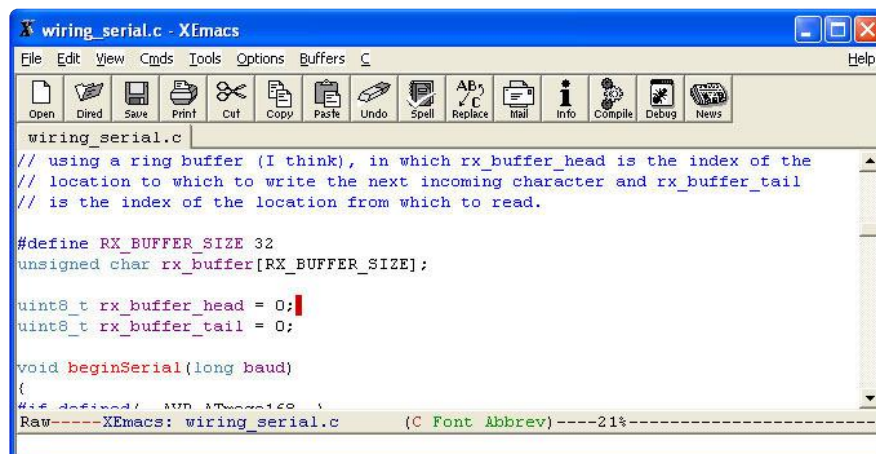 wiring_serial.c - XEmacs
File Edit View Cmds Tools Options Buffers C Help
Open Dired Save Print Cut Copy Paste Undo Spell Replace Mail Info Compile Debug News
wiring_serial.c
// using a ring buffer (I think), in which rx_buffer_head is the index of the
// location to which to write the next incoming character and rx_buffer_tail
// is the index of the location from which to read.
#define RX_BUFFER_SIZE 32
unsigned char rx_buffer[RX_BUFFER_SIZE];
uint8_t rx_buffer_head = 0;
uint8_t rx_buffer_tail = 0;
void beginSerial(long baud)
{
Raw-----XEmacs: wiring_serial.c (C Font Abbrev)----21%------------------------